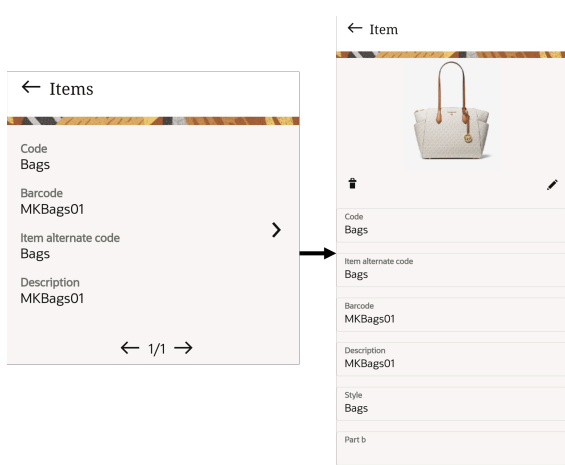 Items
Code
Bags
Barcode
MKBags01
Item alternate code
Bags
Description
MKBags01
1/1
Item
Code
Bags
Item alternate code
Bags
Barcode
MKBags01
Description
MKBags01
Style
Bags
Part b